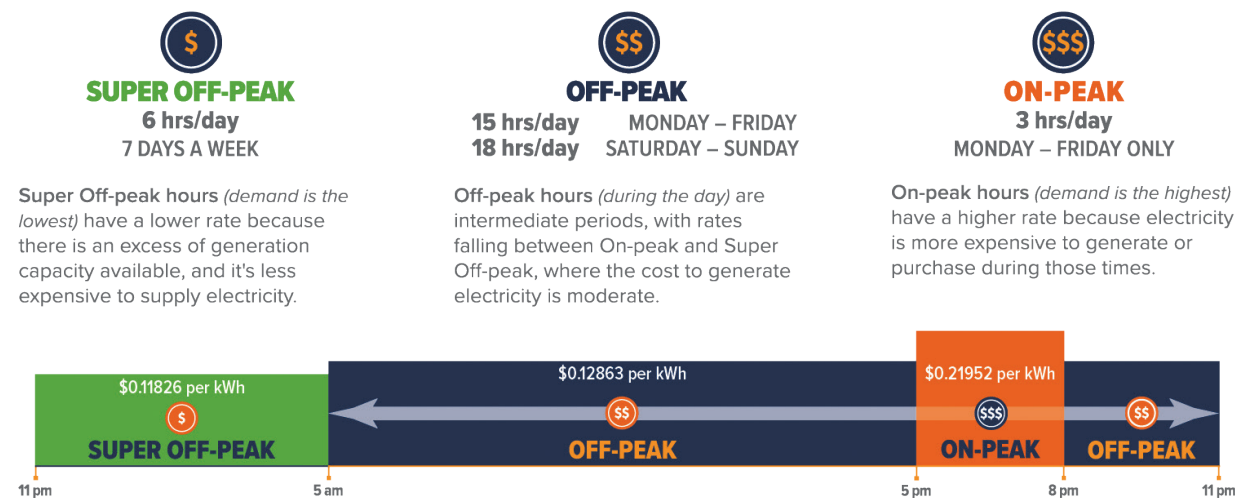 $
SUPER OFF-PEAK
6 hrs/day
7 DAYS A WEEK
Super Off-peak hours (demand is the
lowest) have a lower rate because
there is an excess of generation
capacity available, and it's less
expensive to supply electricity.
$$
OFF-PEAK
15 hrs/day MONDAY – FRIDAY
18 hrs/day SATURDAY – SUNDAY
Off-peak hours (during the day) are
intermediate periods, with rates
falling between On-peak and Super
Off-peak, where the cost to generate
electricity is moderate.
$$$
ON-PEAK
3 hrs/day
MONDAY – FRIDAY ONLY
On-peak hours (demand is the highest)
have a higher rate because electricity
is more expensive to generate or
purchase during those times.
$0.11826 per kWh
$
SUPER OFF-PEAK
$0.12863 per kWh
$$
OFF-PEAK
$0.21952 per kWh
$$$
ON-PEAK
$$
OFF-PEAK
11 pm
5 am
5 pm
8 pm
11 pm